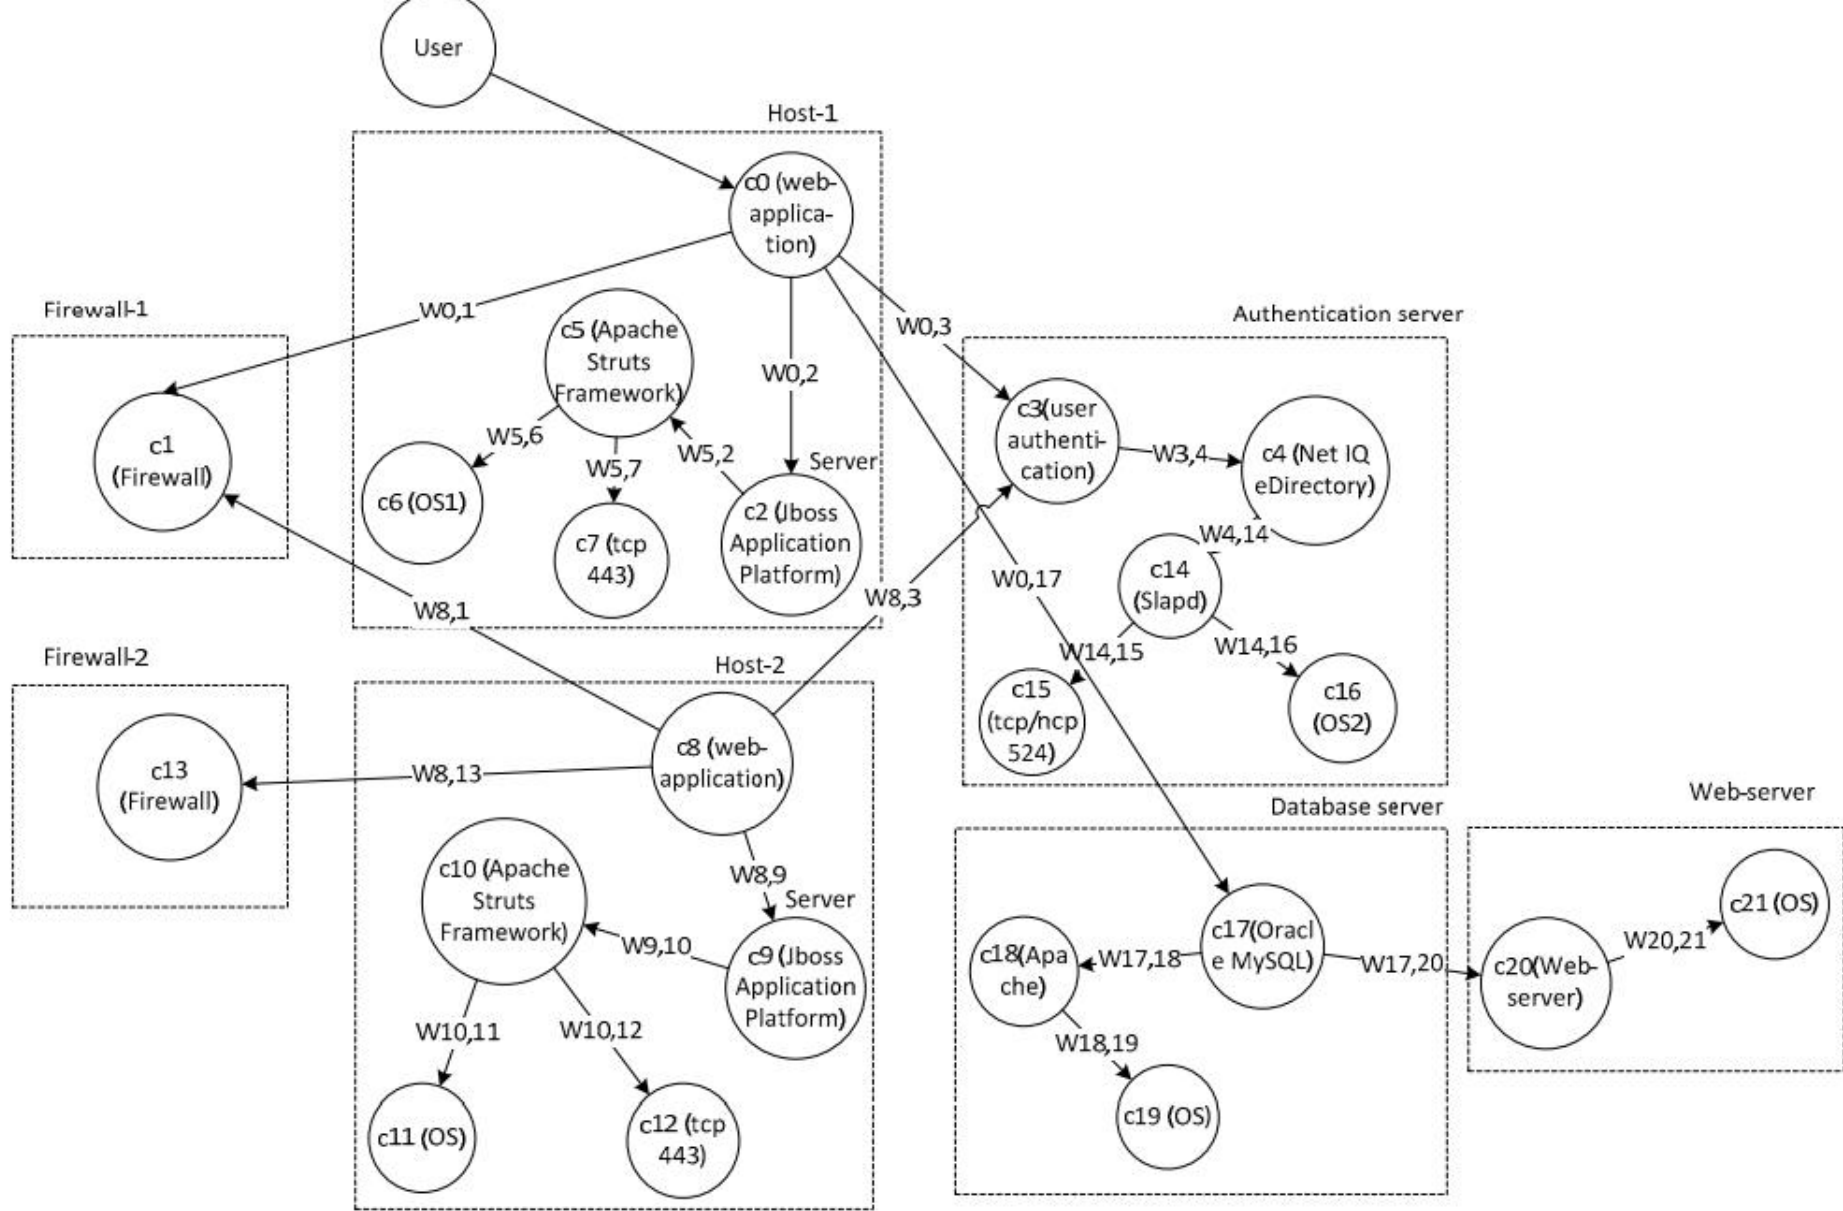 User
Host-1
c0 (web-
applica-
tion)
W0,1
W0,3
W0,2
Firewall-1
c1
(Firewall)
c5 (Apache
Struts
Framework)
W5,6
W5,7
W5,2
c6 (OS1)
c7 (tcp
443)
Server
c2 (Jboss
Application
Platform)
Authentication server
c3(user
authenti-
cation)
W3,4
c4 (Net IQ
eDirectory)
W4,14
c14
(Slapd)
W14,15
W14,16
c15
(tcp/ncp
524)
c16
(OS2)
W0,17
W8,3
W8,1
Firewall-2
c13
(Firewall)
W8,13
Host-2
c8 (web-
application)
W8,9
Server
c10 (Apache
Struts
Framework)
W9,10
c9 (Jboss
Application
Platform)
W10,11
W10,12
c11 (OS)
c12 (tcp
443)
Database server
c17(Oracl
e MySQL)
W17,18
W17,20
c18(Apa
che)
W18,19
c19 (OS)
Web-server
c20(Web-
server)
W20,21
c21 (OS)